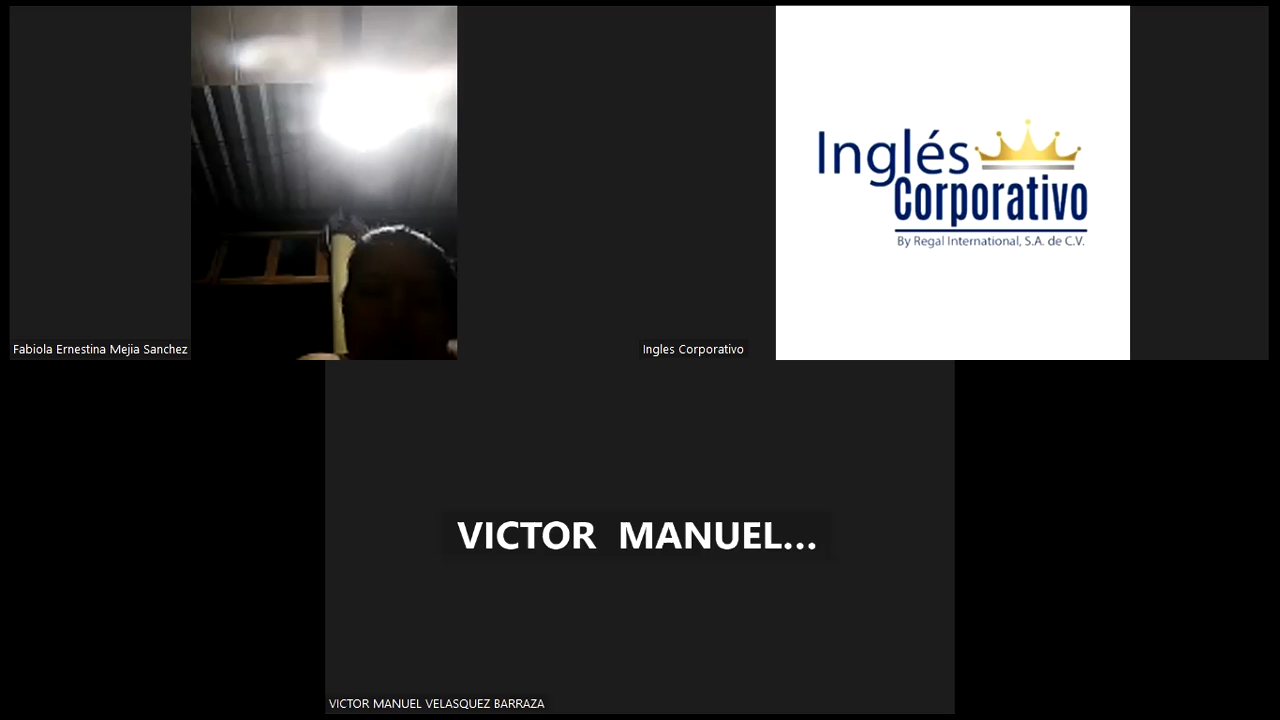 Inglés
Corporativo
By Regal International, S.A. de C.V.
Fabiola Ernestina Mejia Sanchez
Ingles Corporativo
VICTOR MANUEL...
VICTOR MANUEL VELASQUEZ BARRAZA